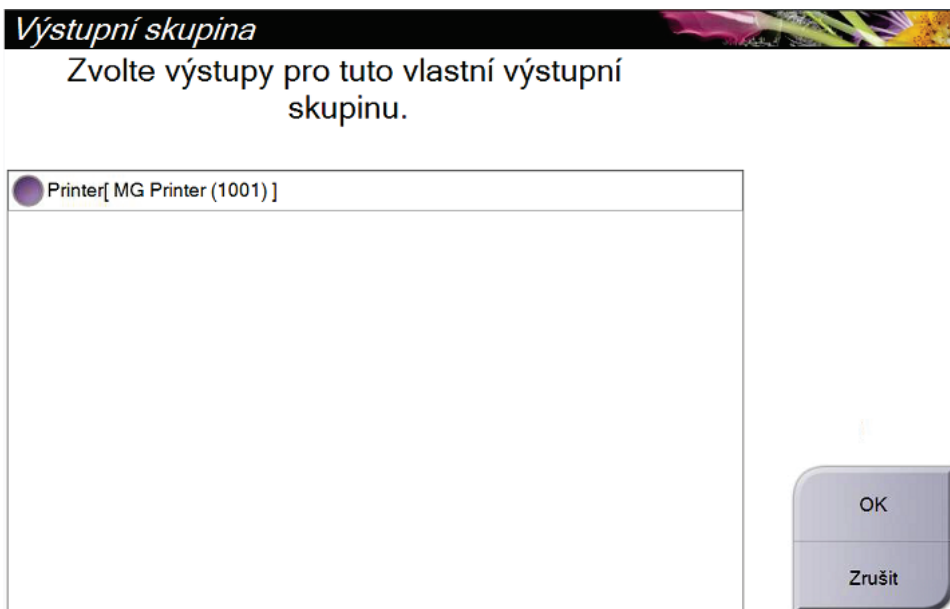 Výstupní skupina
Zvolte výstupy pro tuto vlastní výstupní
skupinu.
Printer[ MG Printer (1001) ]
OK
Zrušit